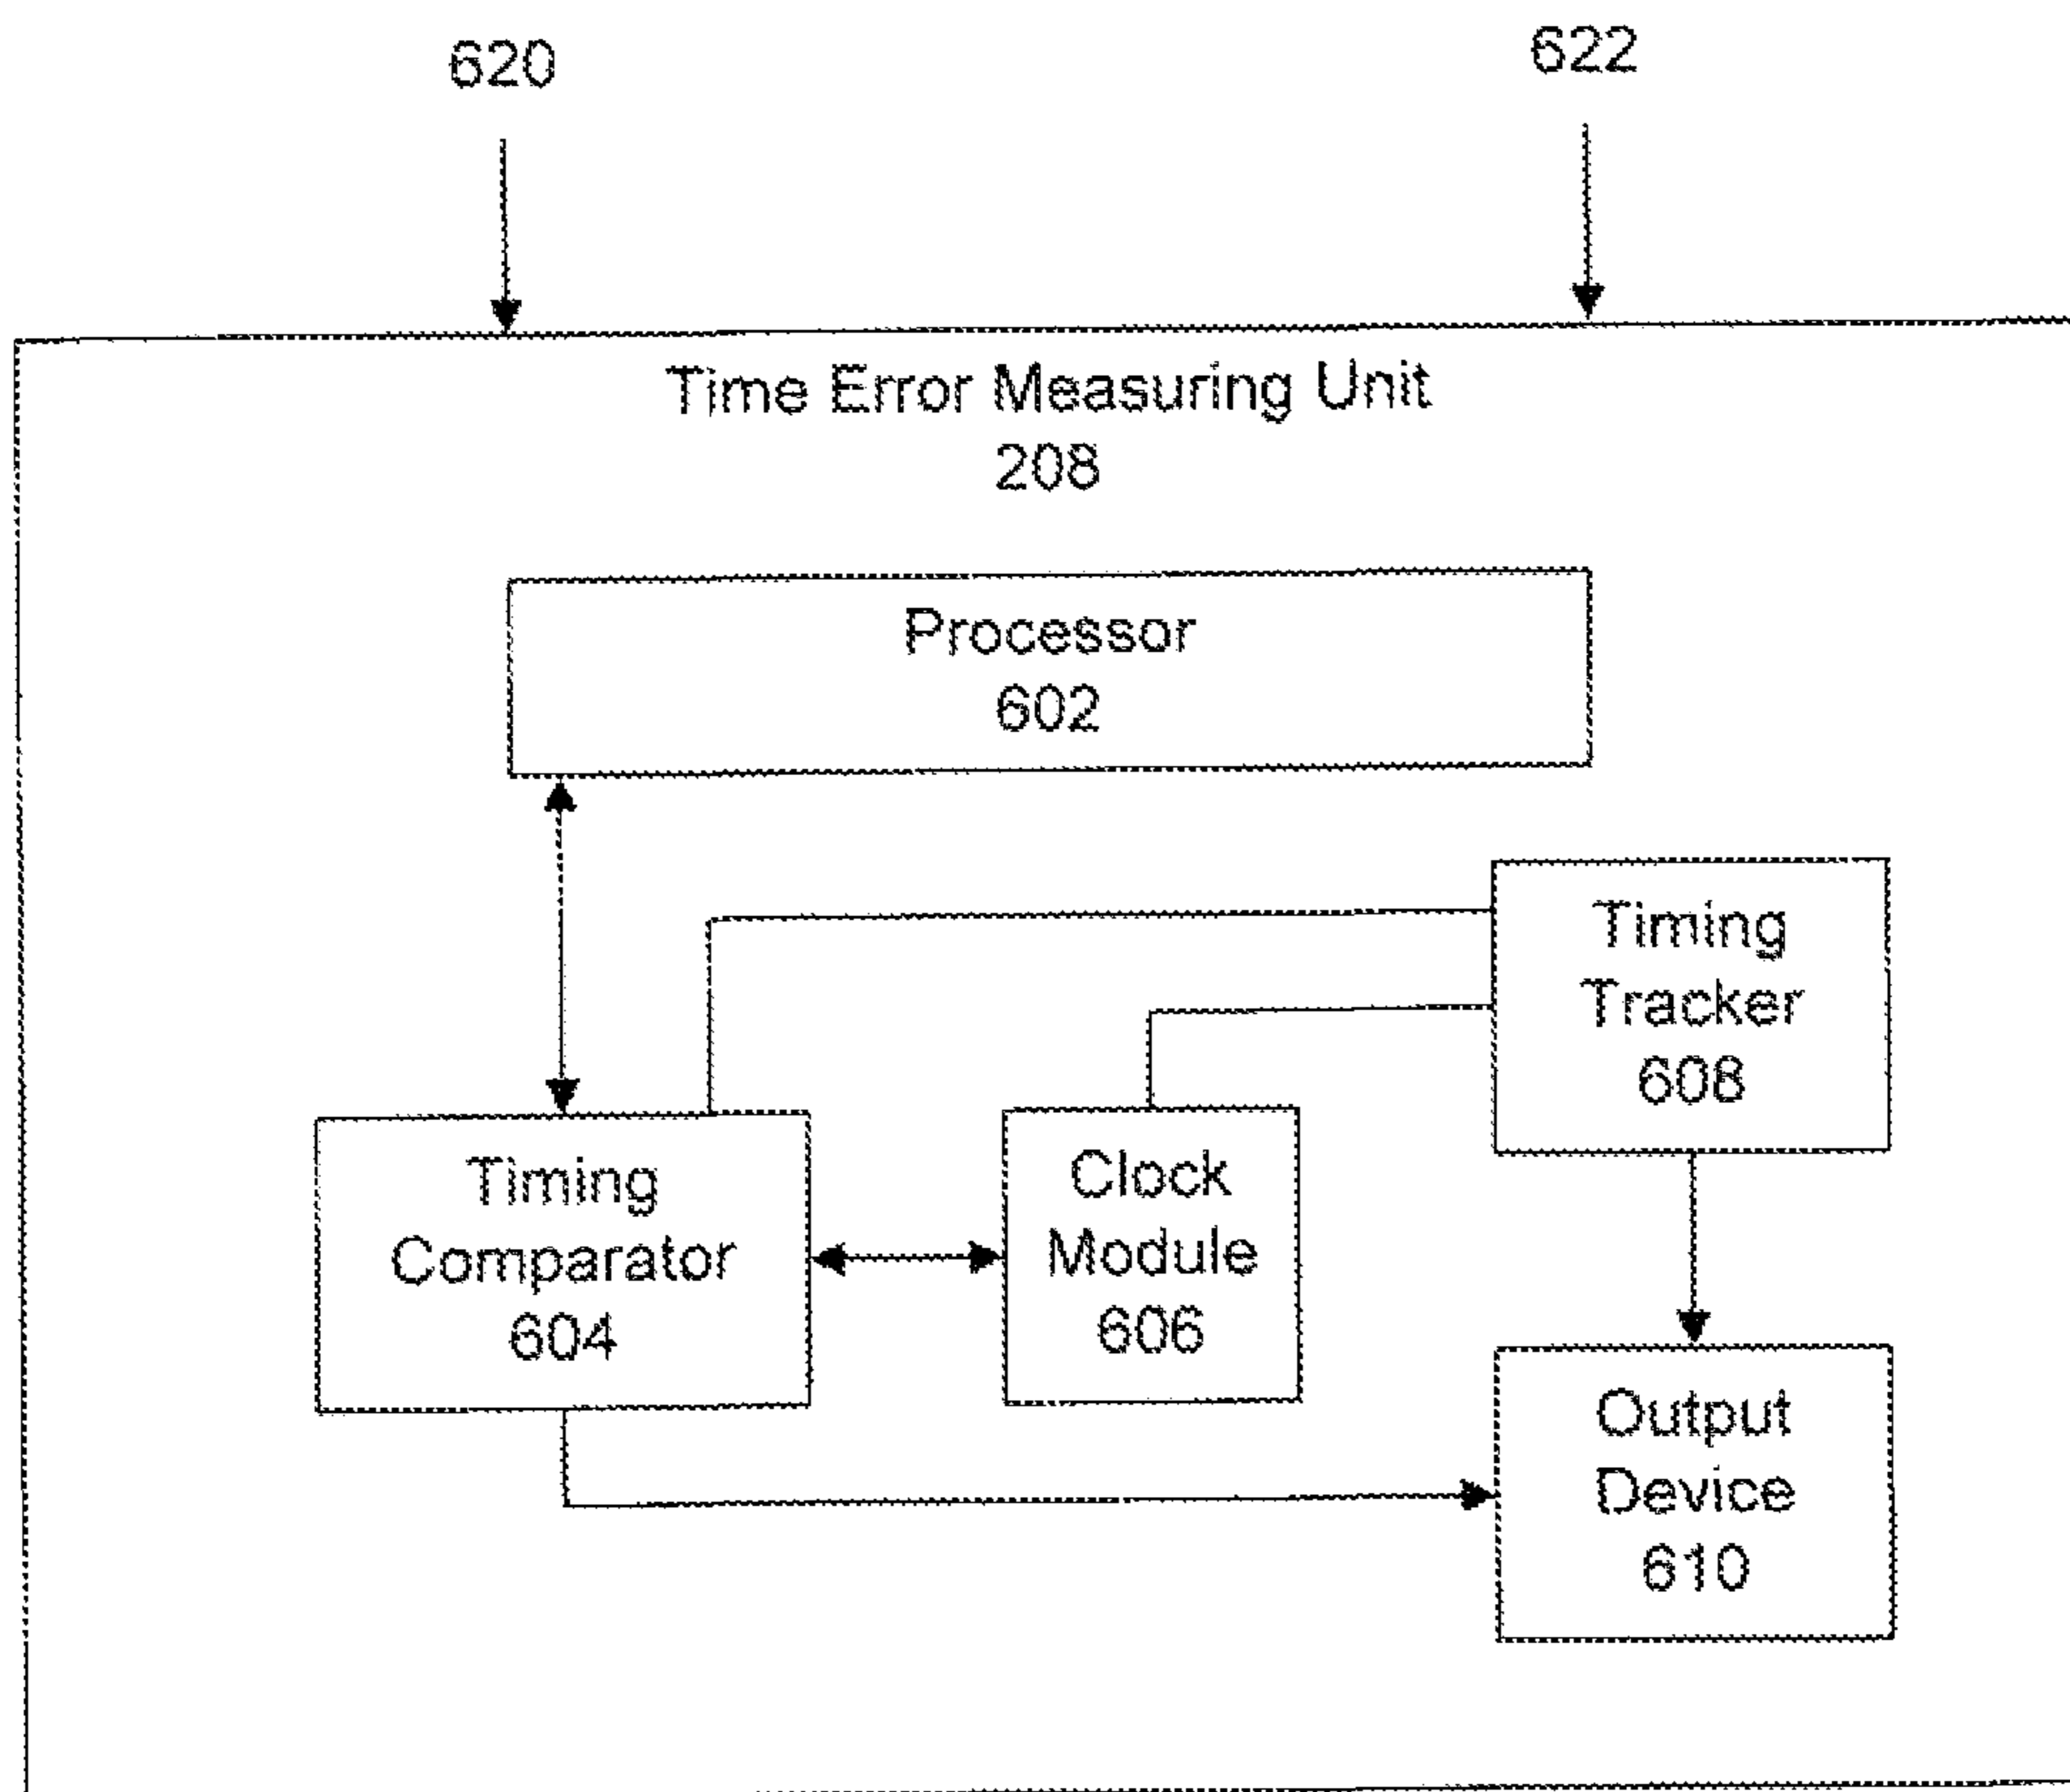 620
622
Time Error Measuring Unit
208
Processor
602
Timing
Tracker
608
Timing
Comparator
604
Clock
Module
606
Output
Device
610